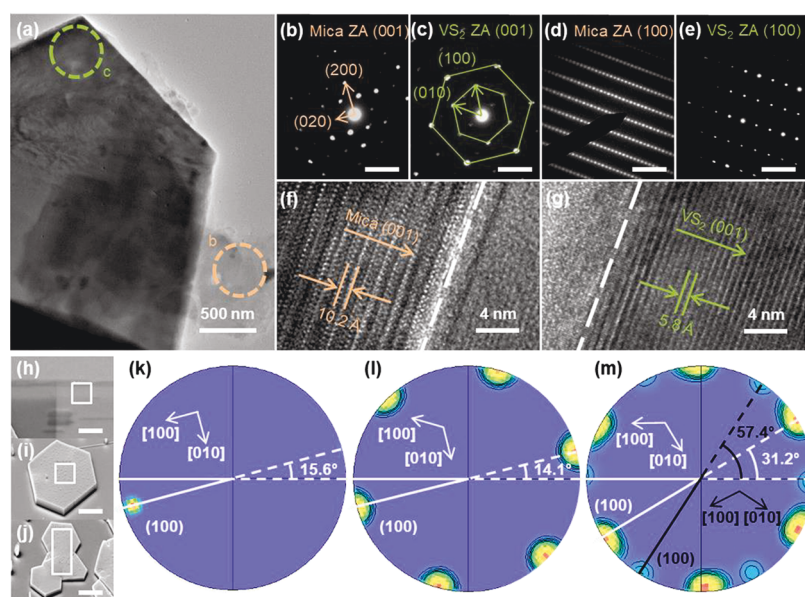 (a)
c
b
500 nm
(b) Mica ZA (001)
(200)
(020)
(c) VS₂ ZA (001)
(100)
(010)
(d) Mica ZA (100)
(e) VS₂ ZA (100)
(f)
Mica (001)
10.2 Å
4 nm
(g)
VS₂ (001)
5.8 Å
4 nm
(h)
(i)
(j)
(k)
[100]
[010]
15.6°
(100)
(l)
[100]
[010]
14.1°
(100)
(m)
[100]
[010]
57.4°
31.2°
(100)
[100] [010]
(100)